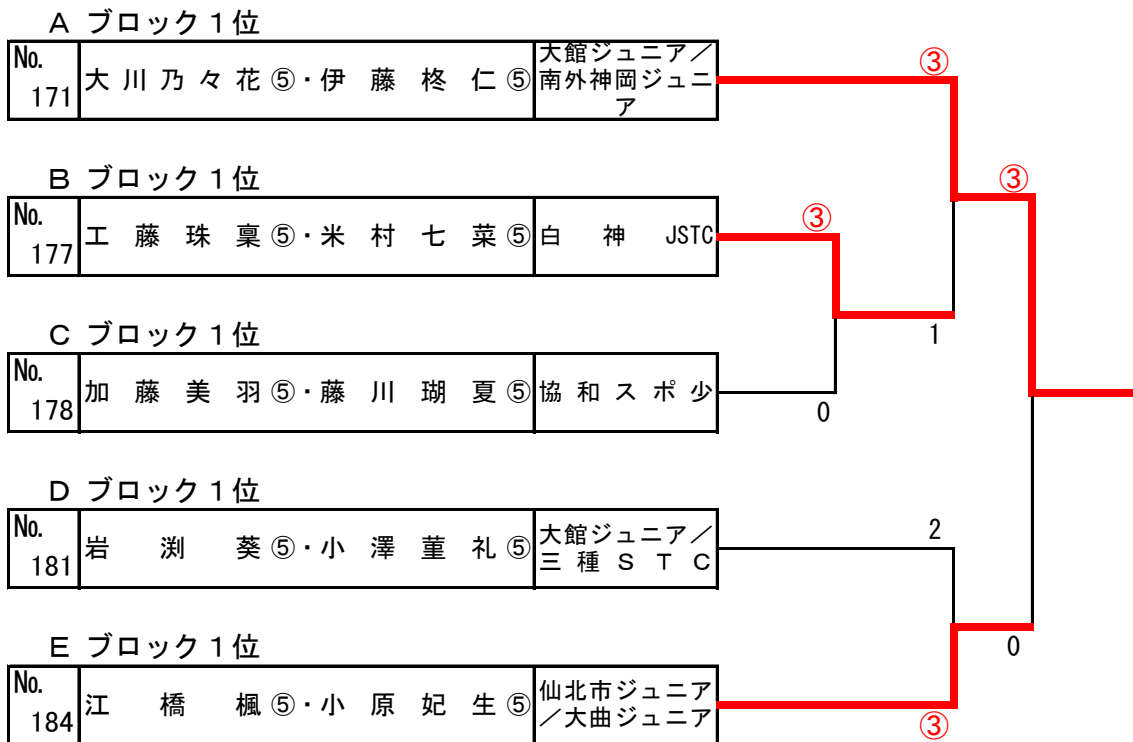 A ブロック1位
No.
171
大川乃々花⑤・伊藤柊仁⑤
大館ジュニア/
南外神岡ジュニ
ア
③
B ブロック1位
③
No.
177
工藤珠稟⑤・米村七菜⑤
白神 JSTC
③
C ブロック1位
1
No.
178
加藤美羽⑤・藤川瑚夏⑤
協和スポ少
0
D ブロック1位
No.
181
岩渕葵⑤・小澤菫礼⑤
大館ジュニア/
三種STC
2
E ブロック1位
0
No.
184
江橋楓⑤・小原妃生⑤
仙北市ジュニア
/大曲ジュニア
③